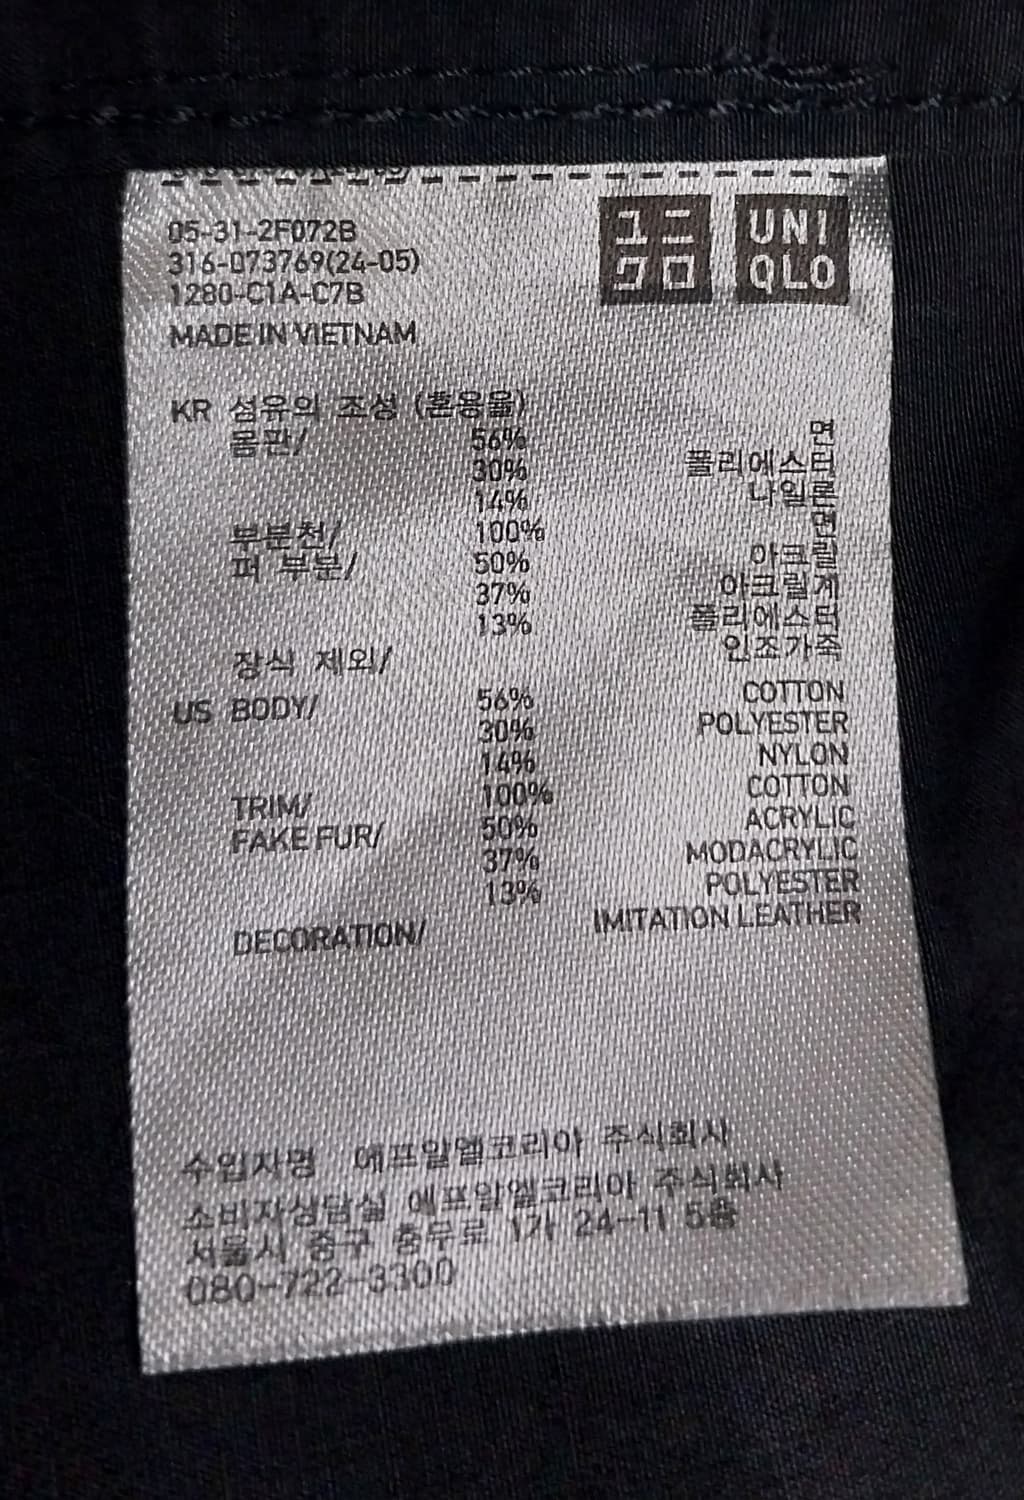 05-31-2F072B
316-073769(24-05)
1280-C1A-C7B
MADE IN VIETNAM
ユニ
クロ
UNI
QLO
KR 섬유의 조성 (혼용율)
몸판/ 56% 면
30% 폴리에스터
14% 나일론
부분천/ 100% 면
퍼 부분/ 50% 아크릴
37% 아크릴계
13% 폴리에스터
장식 제외/ 인조가죽
US BODY/ 56% COTTON
30% POLYESTER
14% NYLON
TRIM/ 100% COTTON
FAKE FUR/ 50% ACRYLIC
37% MODACRYLIC
13% POLYESTER
DECORATION/ IMITATION LEATHER
수입자명 에프알엘코리아 주식회사
소비자상담실 에프알엘코리아 주식회사
서울시 중구 충무로 1가 24-11 5층
080-722-3300